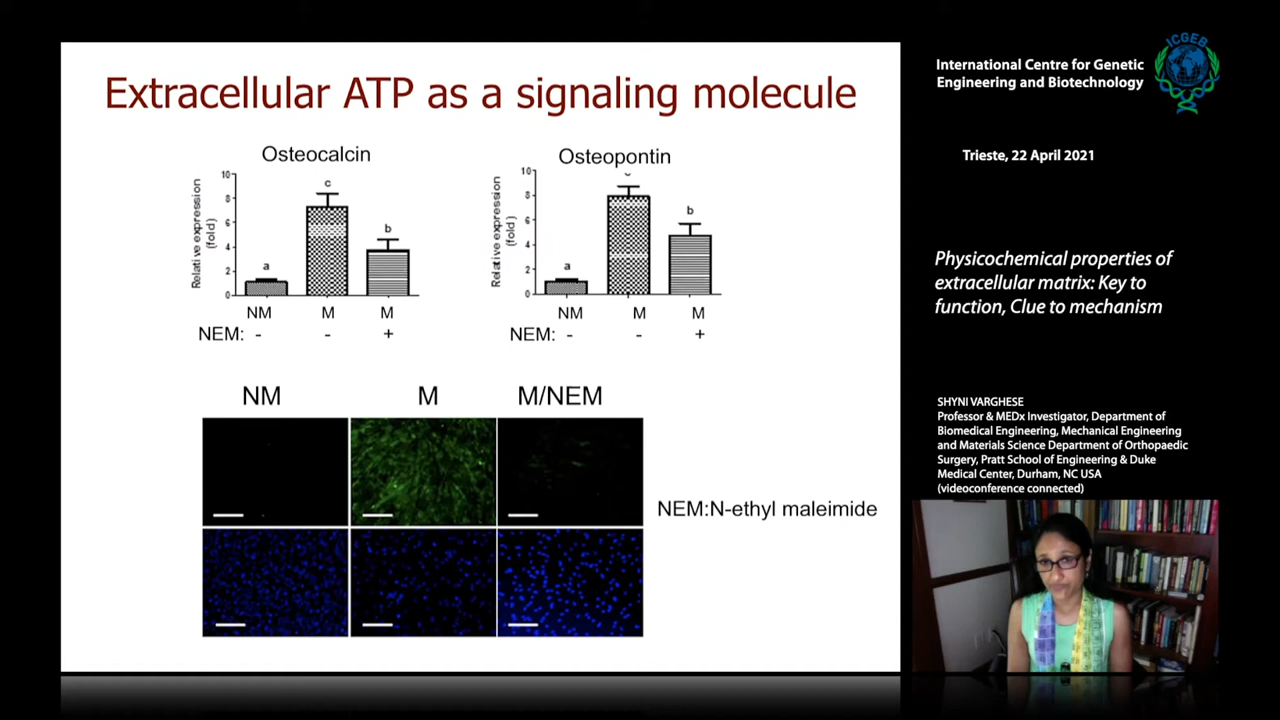 Extracellular ATP as a signaling molecule
Osteocalcin
Relative expression
(fold)
10
8
6
4
2
0
a
c
b
NM M M
NEM: - - +
Osteopontin
Relative expression
(fold)
10
8
6
4
2
0
a
b
NM M M
NEM: - - +
NM M M/NEM
NEM:N-ethyl maleimide
International Centre for Genetic
Engineering and Biotechnology
ICGEB
Trieste, 22 April 2021
Physicochemical properties of
extracellular matrix: Key to
function, Clue to mechanism
SHYNI VARGHESE
Professor & MEDx Investigator, Department of
Biomedical Engineering, Mechanical Engineering
and Materials Science Department of Orthopaedic
Surgery, Pratt School of Engineering & Duke
Medical Center, Durham, NC USA
(videoconference connected)